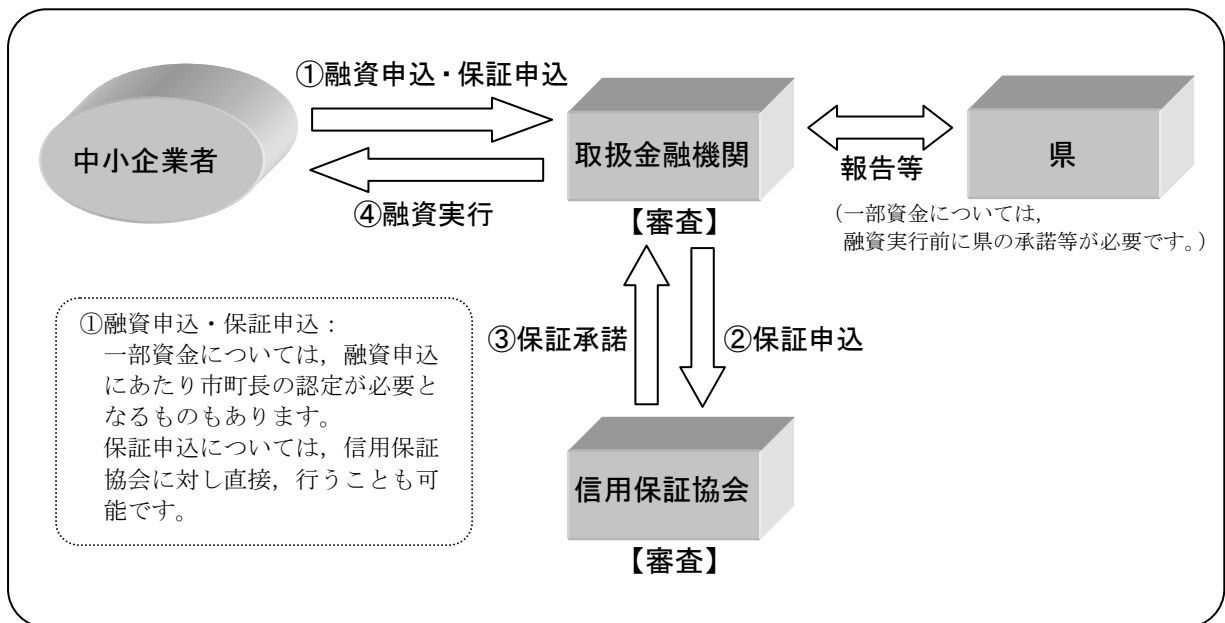 ①融資申込・保証申込
中小企業者
取扱金融機関
県
報告等
④融資実行
【審査】
(一部資金については,
融資実行前に県の承諾等が必要です。)
①融資申込・保証申込:
一部資金については,融資申込
にあたり市町長の認定が必要と
なるものもあります。
保証申込については,信用保証
協会に対し直接,行うことも可
能です。
③保証承諾
②保証申込
信用保証協会
【審査】